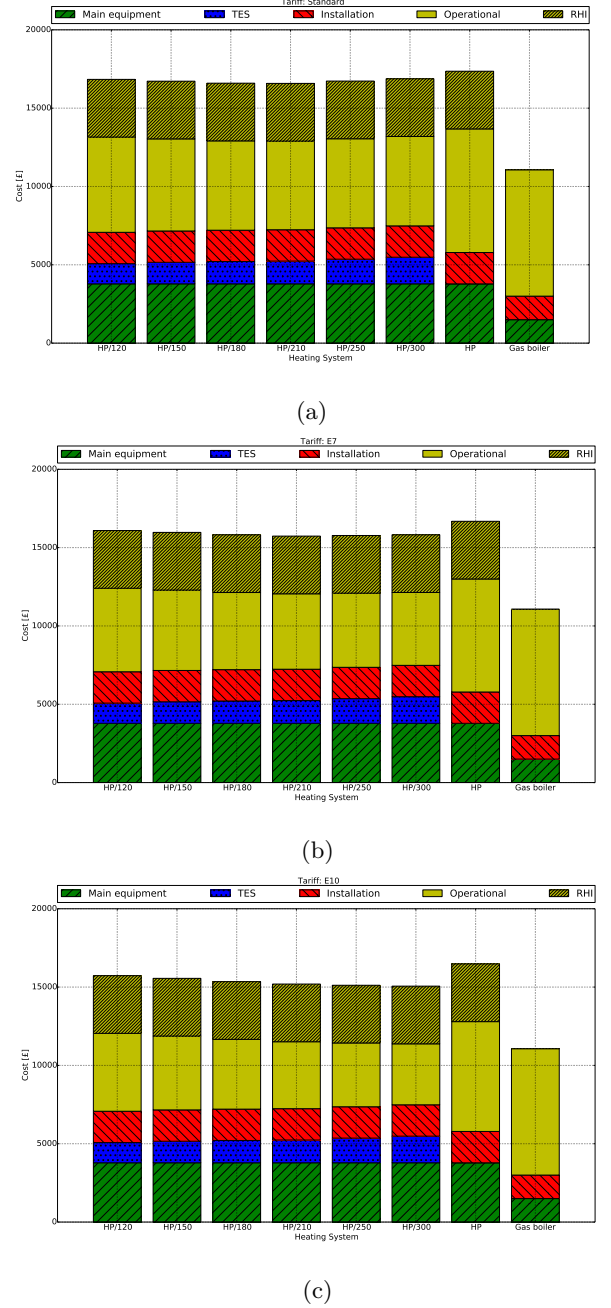 Tariff: Standard
Main equipment TES Installation Operational RHI
20000
15000
10000
5000
0
Cost [£]
HP/120 HP/150 HP/180 HP/210 HP/250 HP/300 HP Gas boiler
Heating System
(a)
Tariff: E7
Main equipment TES Installation Operational RHI
20000
15000
10000
5000
0
Cost [£]
HP/120 HP/150 HP/180 HP/210 HP/250 HP/300 HP Gas boiler
Heating System
(b)
Tariff: E10
Main equipment TES Installation Operational RHI
20000
15000
10000
5000
0
Cost [£]
HP/120 HP/150 HP/180 HP/210 HP/250 HP/300 HP Gas boiler
Heating System
(c)